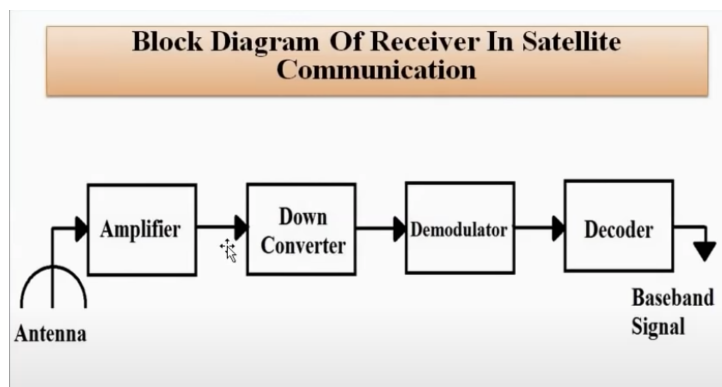 Block Diagram Of Receiver In Satellite
Communication
Amplifier
Down
Converter
Demodulator
Decoder
Antenna
Baseband
Signal